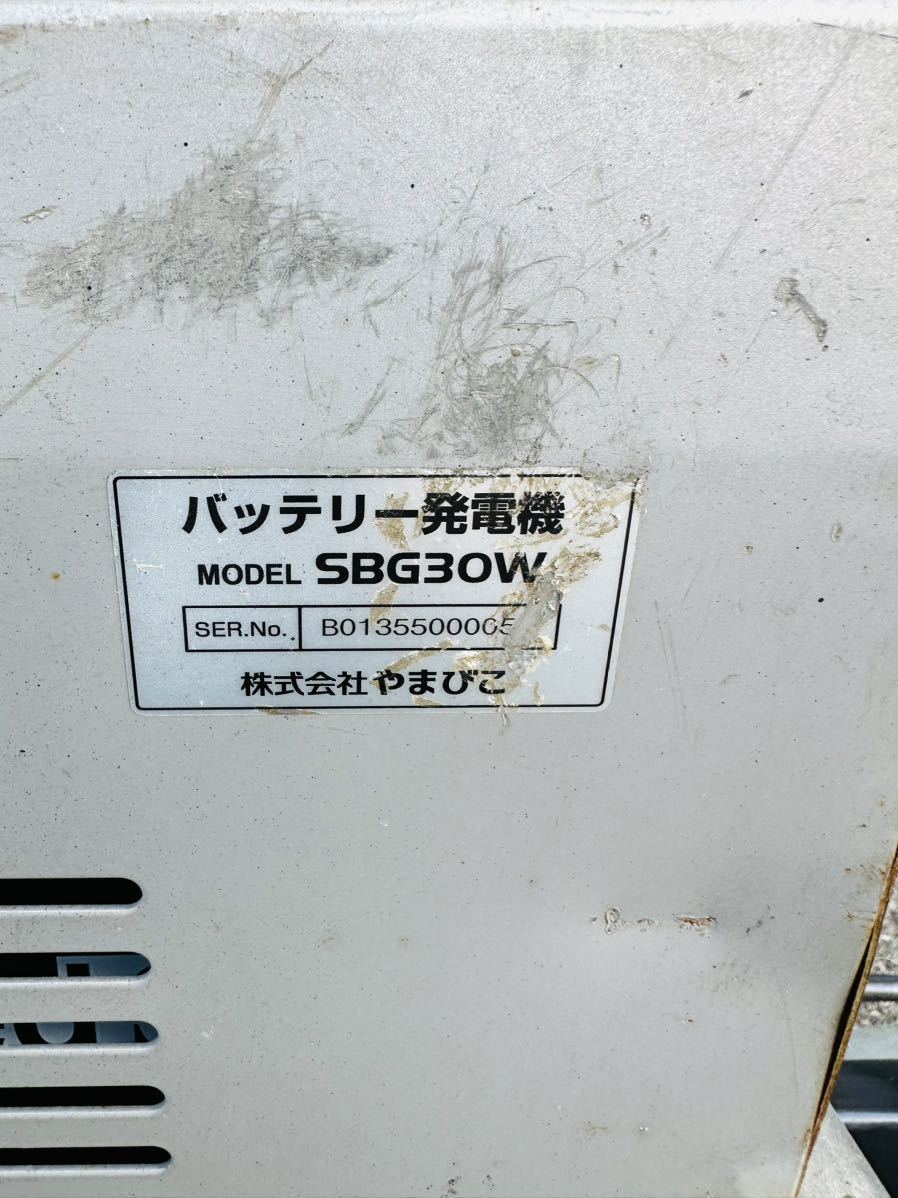 バッテリー発電機
MODEL SBG30W
SER.No. B0135500005
株式会社 やまびこ